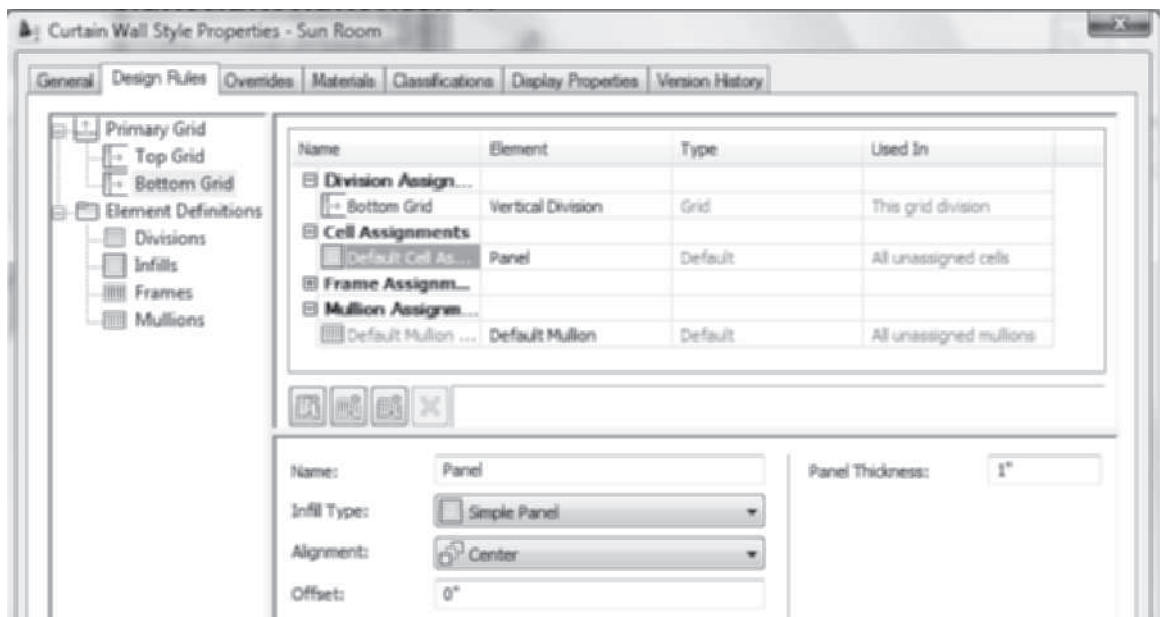 Curtain Wall Style Properties - Sun Room
General Design Rules Overrides Materials Classifications Display Properties Version History
Primary Grid
Top Grid
Bottom Grid
Element Definitions
Divisions
Infills
Frames
Mullions
Name Element Type Used In
Division Assign...
Bottom Grid Vertical Division Grid This grid division
Cell Assignments
Default Cell As... Panel Default All unassigned cells
Frame Assignm...
Mullion Assignm...
Default Mullion ... Default Mullion Default All unassigned mullions
Name: Panel
Panel Thickness: 1"
Infill Type: Simple Panel
Alignment: Center
Offset: 0"